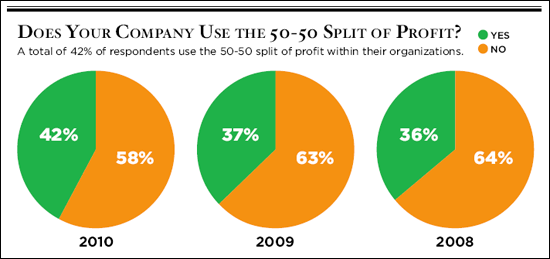 DOES YOUR COMPANY USE THE 50-50 SPLIT OF PROFIT?
A total of 42% of respondents use the 50-50 split of profit within their organizations.
YES
NO
42%
58%
37%
63%
36%
64%
2010
2009
2008